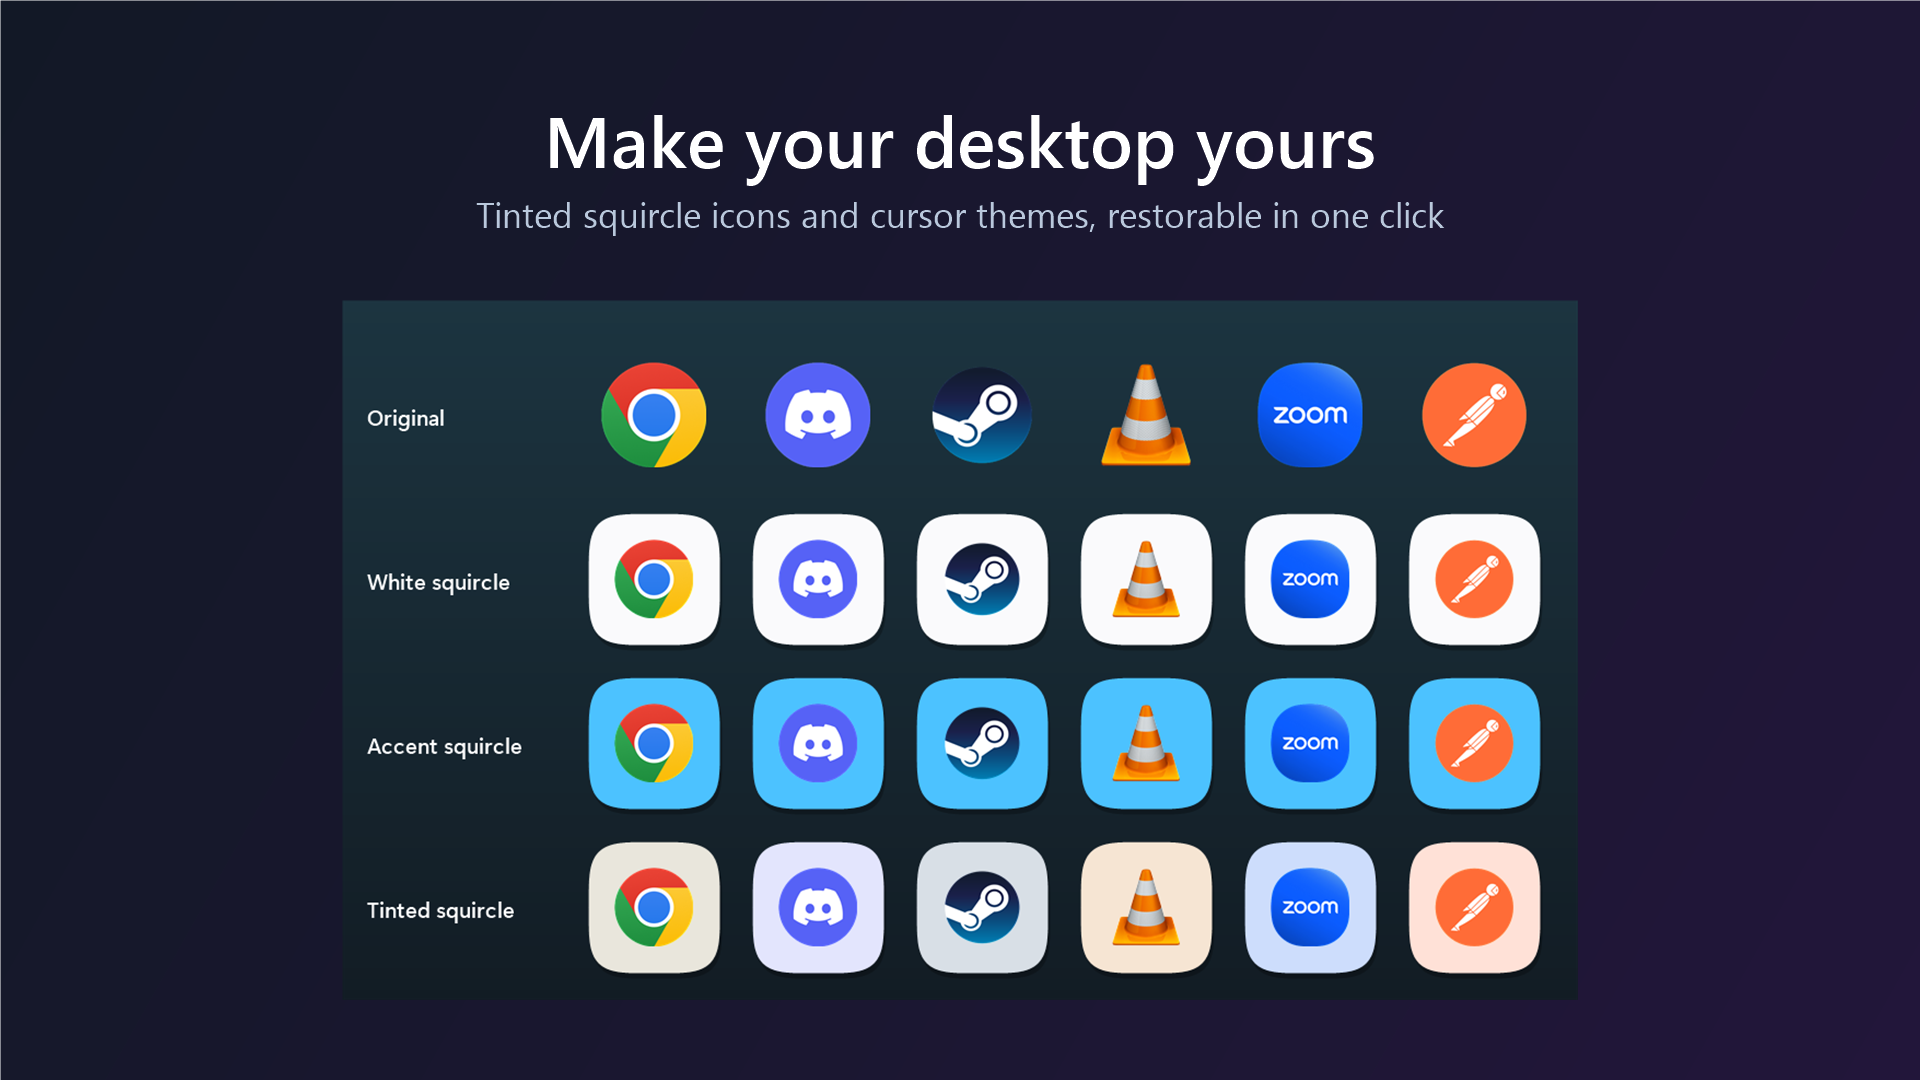 Make your desktop yours
Tinted squircle icons and cursor themes, restorable in one click
Original
zoom
White squircle
zoom
Accent squircle
zoom
Tinted squircle
zoom